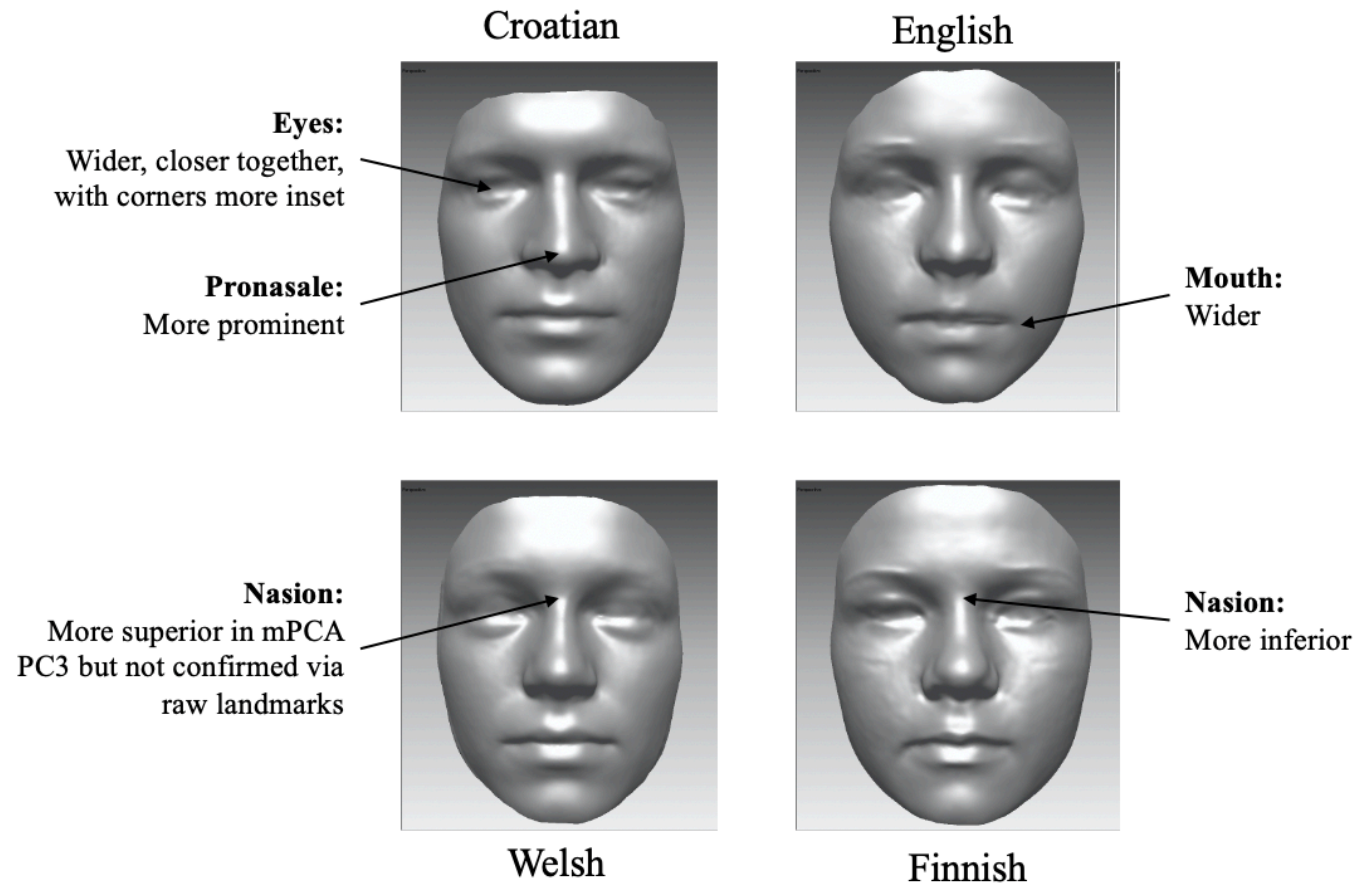 Croatian
English
Eyes:
Wider, closer together,
with corners more inset
Pronasale:
More prominent
Mouth:
Wider
Nasion:
More superior in mPCA
PC3 but not confirmed via
raw landmarks
Nasion:
More inferior
Welsh
Finnish